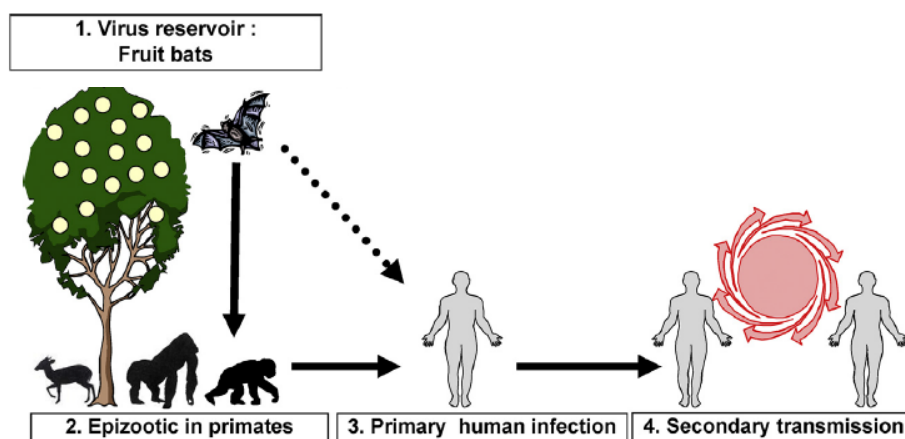 1. Virus reservoir :
Fruit bats
2. Epizootic in primates
3. Primary human infection
4. Secondary transmission